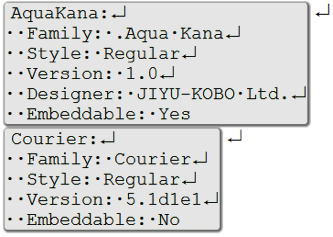 AquaKana:↵
··Family:·.Aqua·Kana↵
··Style:·Regular↵
··Version:·1.0↵
··Designer:·JIYU-KOBO·Ltd.↵
··Embeddable:·Yes
↵
Courier:↵
··Family:·Courier↵
··Style:·Regular↵
··Version:·5.1d1e1↵
··Embeddable:·No
↵